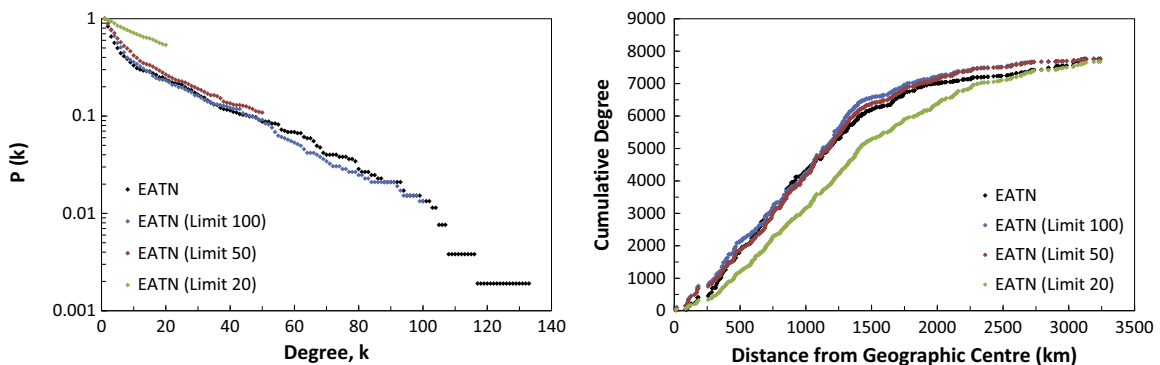 1
0.1
0.01
0.001
P (k)
0 20 40 60 80 100 120 140
Degree, k
EATN
EATN (Limit 100)
EATN (Limit 50)
EATN (Limit 20)
9000
8000
7000
6000
5000
4000
3000
2000
1000
0
Cumulative Degree
0 500 1000 1500 2000 2500 3000 3500
Distance from Geographic Centre (km)
EATN
EATN (Limit 100)
EATN (Limit 50)
EATN (Limit 20)